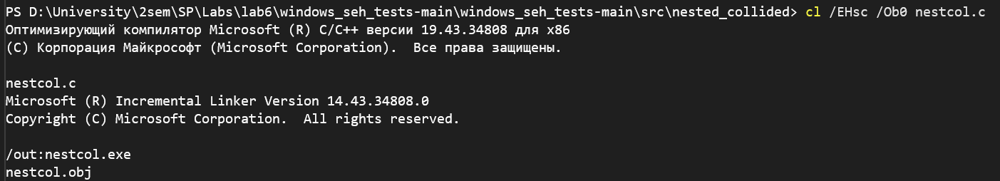 PS D:\University\2sem\SP\Labs\lab6\windows_seh_tests-main\windows_seh_tests-main\src\nested_collided> cl /EHsc /Ob0 nestcol.c
Оптимизирующий компилятор Microsoft (R) C/C++ версии 19.43.34808 для x86
(C) Корпорация Майкрософт (Microsoft Corporation).  Все права защищены.

nestcol.c
Microsoft (R) Incremental Linker Version 14.43.34808.0
Copyright (C) Microsoft Corporation.  All rights reserved.

/out:nestcol.exe
nestcol.obj